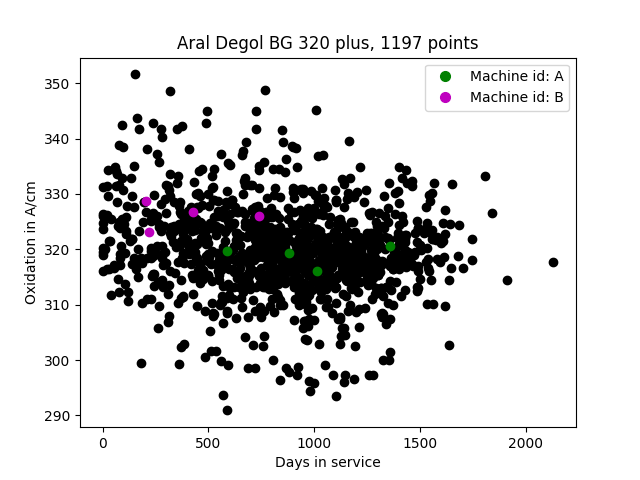 Aral Degol BG 320 plus, 1197 points
Machine id: A
Machine id: B
350
340
330
320
310
300
290
Oxidation in A/cm
0 500 1000 1500 2000
Days in service